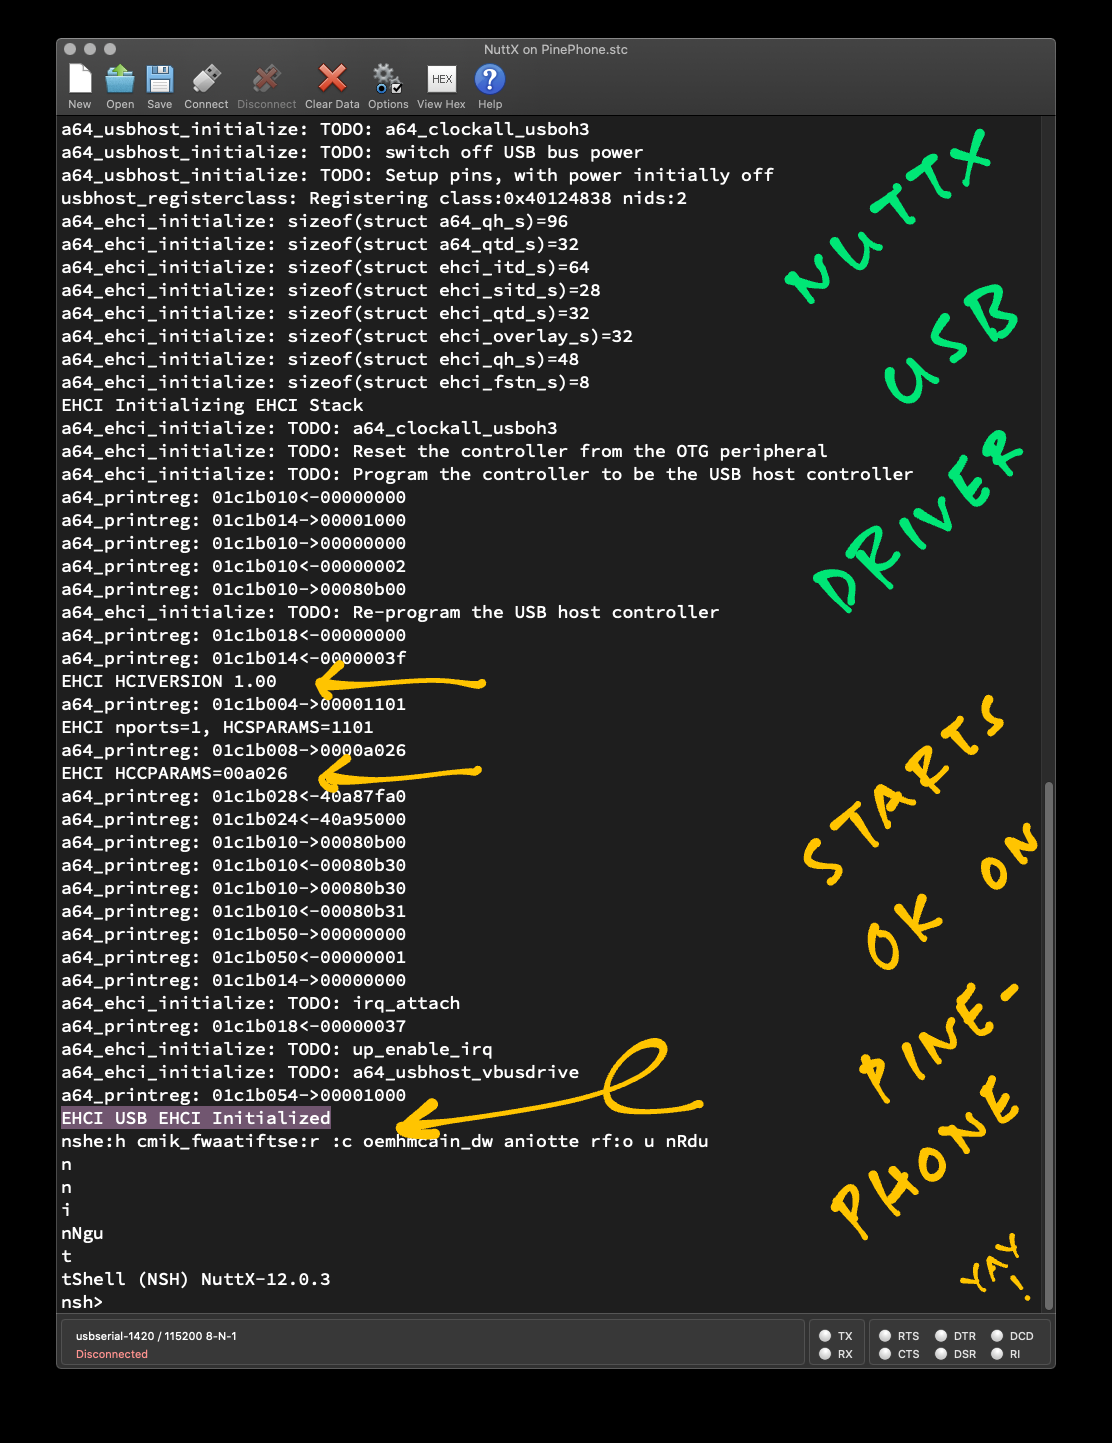 NuttX on PinePhone.stc
New Open Save Connect Disconnect Clear Data Options View Hex Help
HEX
a64_usbhost_initialize: TODO: a64_clockall_usboh3
a64_usbhost_initialize: TODO: switch off USB bus power
a64_usbhost_initialize: TODO: Setup pins, with power initially off
usbhost_registerclass: Registering class:0x40124838 nids:2
a64_ehci_initialize: sizeof(struct a64_qh_s)=96
a64_ehci_initialize: sizeof(struct a64_qtd_s)=32
a64_ehci_initialize: sizeof(struct ehci_itd_s)=64
a64_ehci_initialize: sizeof(struct ehci_sitd_s)=28
a64_ehci_initialize: sizeof(struct ehci_qtd_s)=32
a64_ehci_initialize: sizeof(struct ehci_overlay_s)=32
a64_ehci_initialize: sizeof(struct ehci_qh_s)=48
a64_ehci_initialize: sizeof(struct ehci_fstn_s)=8
EHCI Initializing EHCI Stack
a64_ehci_initialize: TODO: a64_clockall_usboh3
a64_ehci_initialize: TODO: Reset the controller from the OTG peripheral
a64_ehci_initialize: TODO: Program the controller to be the USB host controller
a64_printreg: 01c1b010<-00000000
a64_printreg: 01c1b014->00001000
a64_printreg: 01c1b010->00000000
a64_printreg: 01c1b010<-00000002
a64_printreg: 01c1b010->00080b00
a64_ehci_initialize: TODO: Re-program the USB host controller
a64_printreg: 01c1b018<-00000000
a64_printreg: 01c1b014<-0000003f
EHCI HCIVERSION 1.00
a64_printreg: 01c1b004->00001101
EHCI nports=1, HCSPARAMS=1101
a64_printreg: 01c1b008->0000a026
EHCI HCCPARAMS=00a026
a64_printreg: 01c1b028<-40a87fa0
a64_printreg: 01c1b024<-40a95000
a64_printreg: 01c1b010->00080b00
a64_printreg: 01c1b010<-00080b30
a64_printreg: 01c1b010->00080b30
a64_printreg: 01c1b010<-00080b31
a64_printreg: 01c1b050->00000000
a64_printreg: 01c1b050<-00000001
a64_printreg: 01c1b014->00000000
a64_ehci_initialize: TODO: irq_attach
a64_printreg: 01c1b018<-00000037
a64_ehci_initialize: TODO: up_enable_irq
a64_ehci_initialize: TODO: a64_usbhost_vbusdrive
a64_printreg: 01c1b054->00001000
EHCI USB EHCI Initialized
nshe:h cmik_fwaatiftse:r :c oemhmcain_dw aniotte rf:o u nRdu
n
n
i
nNgu
t
tShell (NSH) NuttX-12.0.3
nsh>
NUTTX
USB
DRIVER
STARTS
OK ON
PINE-
PHONE
YAY!
usbserial-1420 / 115200 8-N-1
Disconnected
TX RTS DTR DCD
RX CTS DSR RI